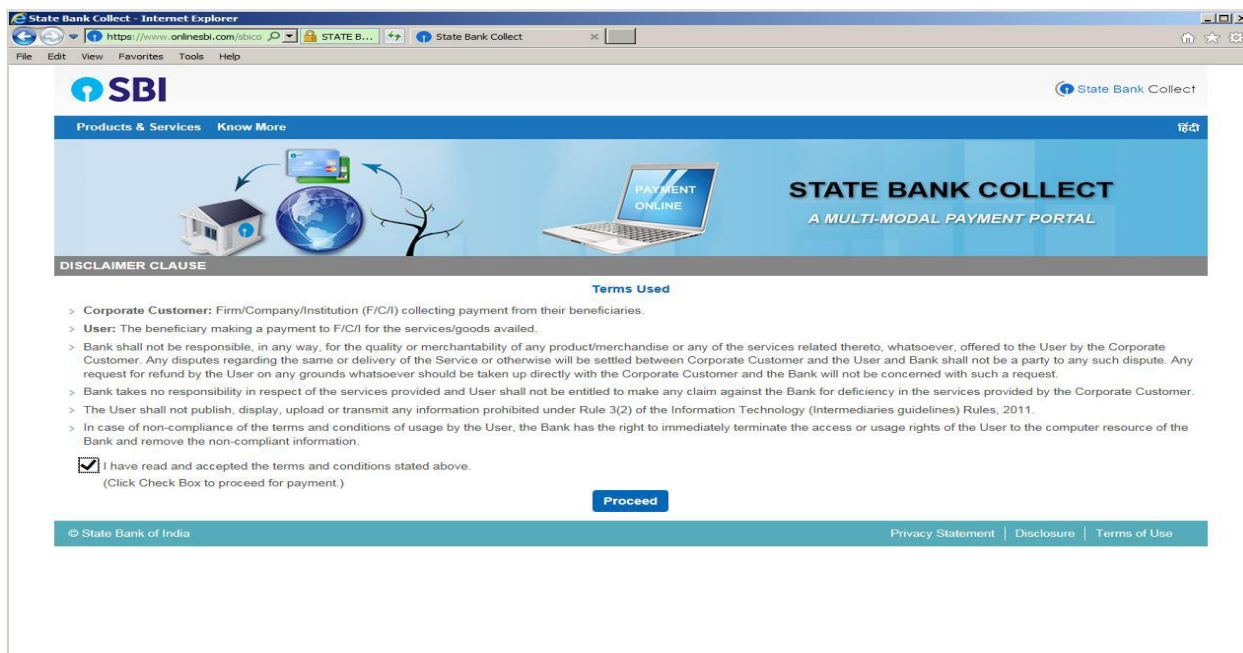 State Bank Collect - Internet Explorer
https://www.onlinesbi.com/sbico STATE B... State Bank Collect
File Edit View Favorites Tools Help
SBI State Bank Collect
Products & Services Know More हिंदी
PAYMENT
ONLINE
STATE BANK COLLECT
A MULTI-MODAL PAYMENT PORTAL
DISCLAIMER CLAUSE
Terms Used
> Corporate Customer: Firm/Company/Institution (F/C/I) collecting payment from their beneficiaries.
> User: The beneficiary making a payment to F/C/I for the services/goods availed.
> Bank shall not be responsible, in any way, for the quality or merchantability of any product/merchandise or any of the services related thereto, whatsoever, offered to the User by the Corporate
Customer. Any disputes regarding the same or delivery of the Service or otherwise will be settled between Corporate Customer and the User and Bank shall not be a party to any such dispute. Any
request for refund by the User on any grounds whatsoever should be taken up directly with the Corporate Customer and the Bank will not be concerned with such a request.
> Bank takes no responsibility in respect of the services provided and User shall not be entitled to make any claim against the Bank for deficiency in the services provided by the Corporate Customer.
> The User shall not publish, display, upload or transmit any information prohibited under Rule 3(2) of the Information Technology (Intermediaries guidelines) Rules, 2011.
> In case of non-compliance of the terms and conditions of usage by the User, the Bank has the right to immediately terminate the access or usage rights of the User to the computer resource of the
Bank and remove the non-compliant information.
I have read and accepted the terms and conditions stated above.
(Click Check Box to proceed for payment.)
Proceed
© State Bank of India Privacy Statement | Disclosure | Terms of Use